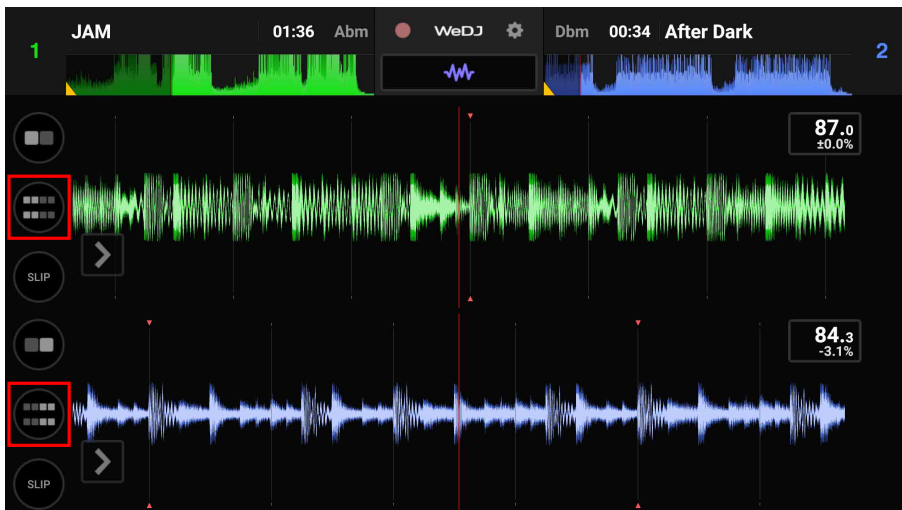 1 JAM 01:36 Abm WeDJ Dbm 00:34 After Dark 2
87.0
±0.0%
SLIP
84.3
-3.1%
SLIP